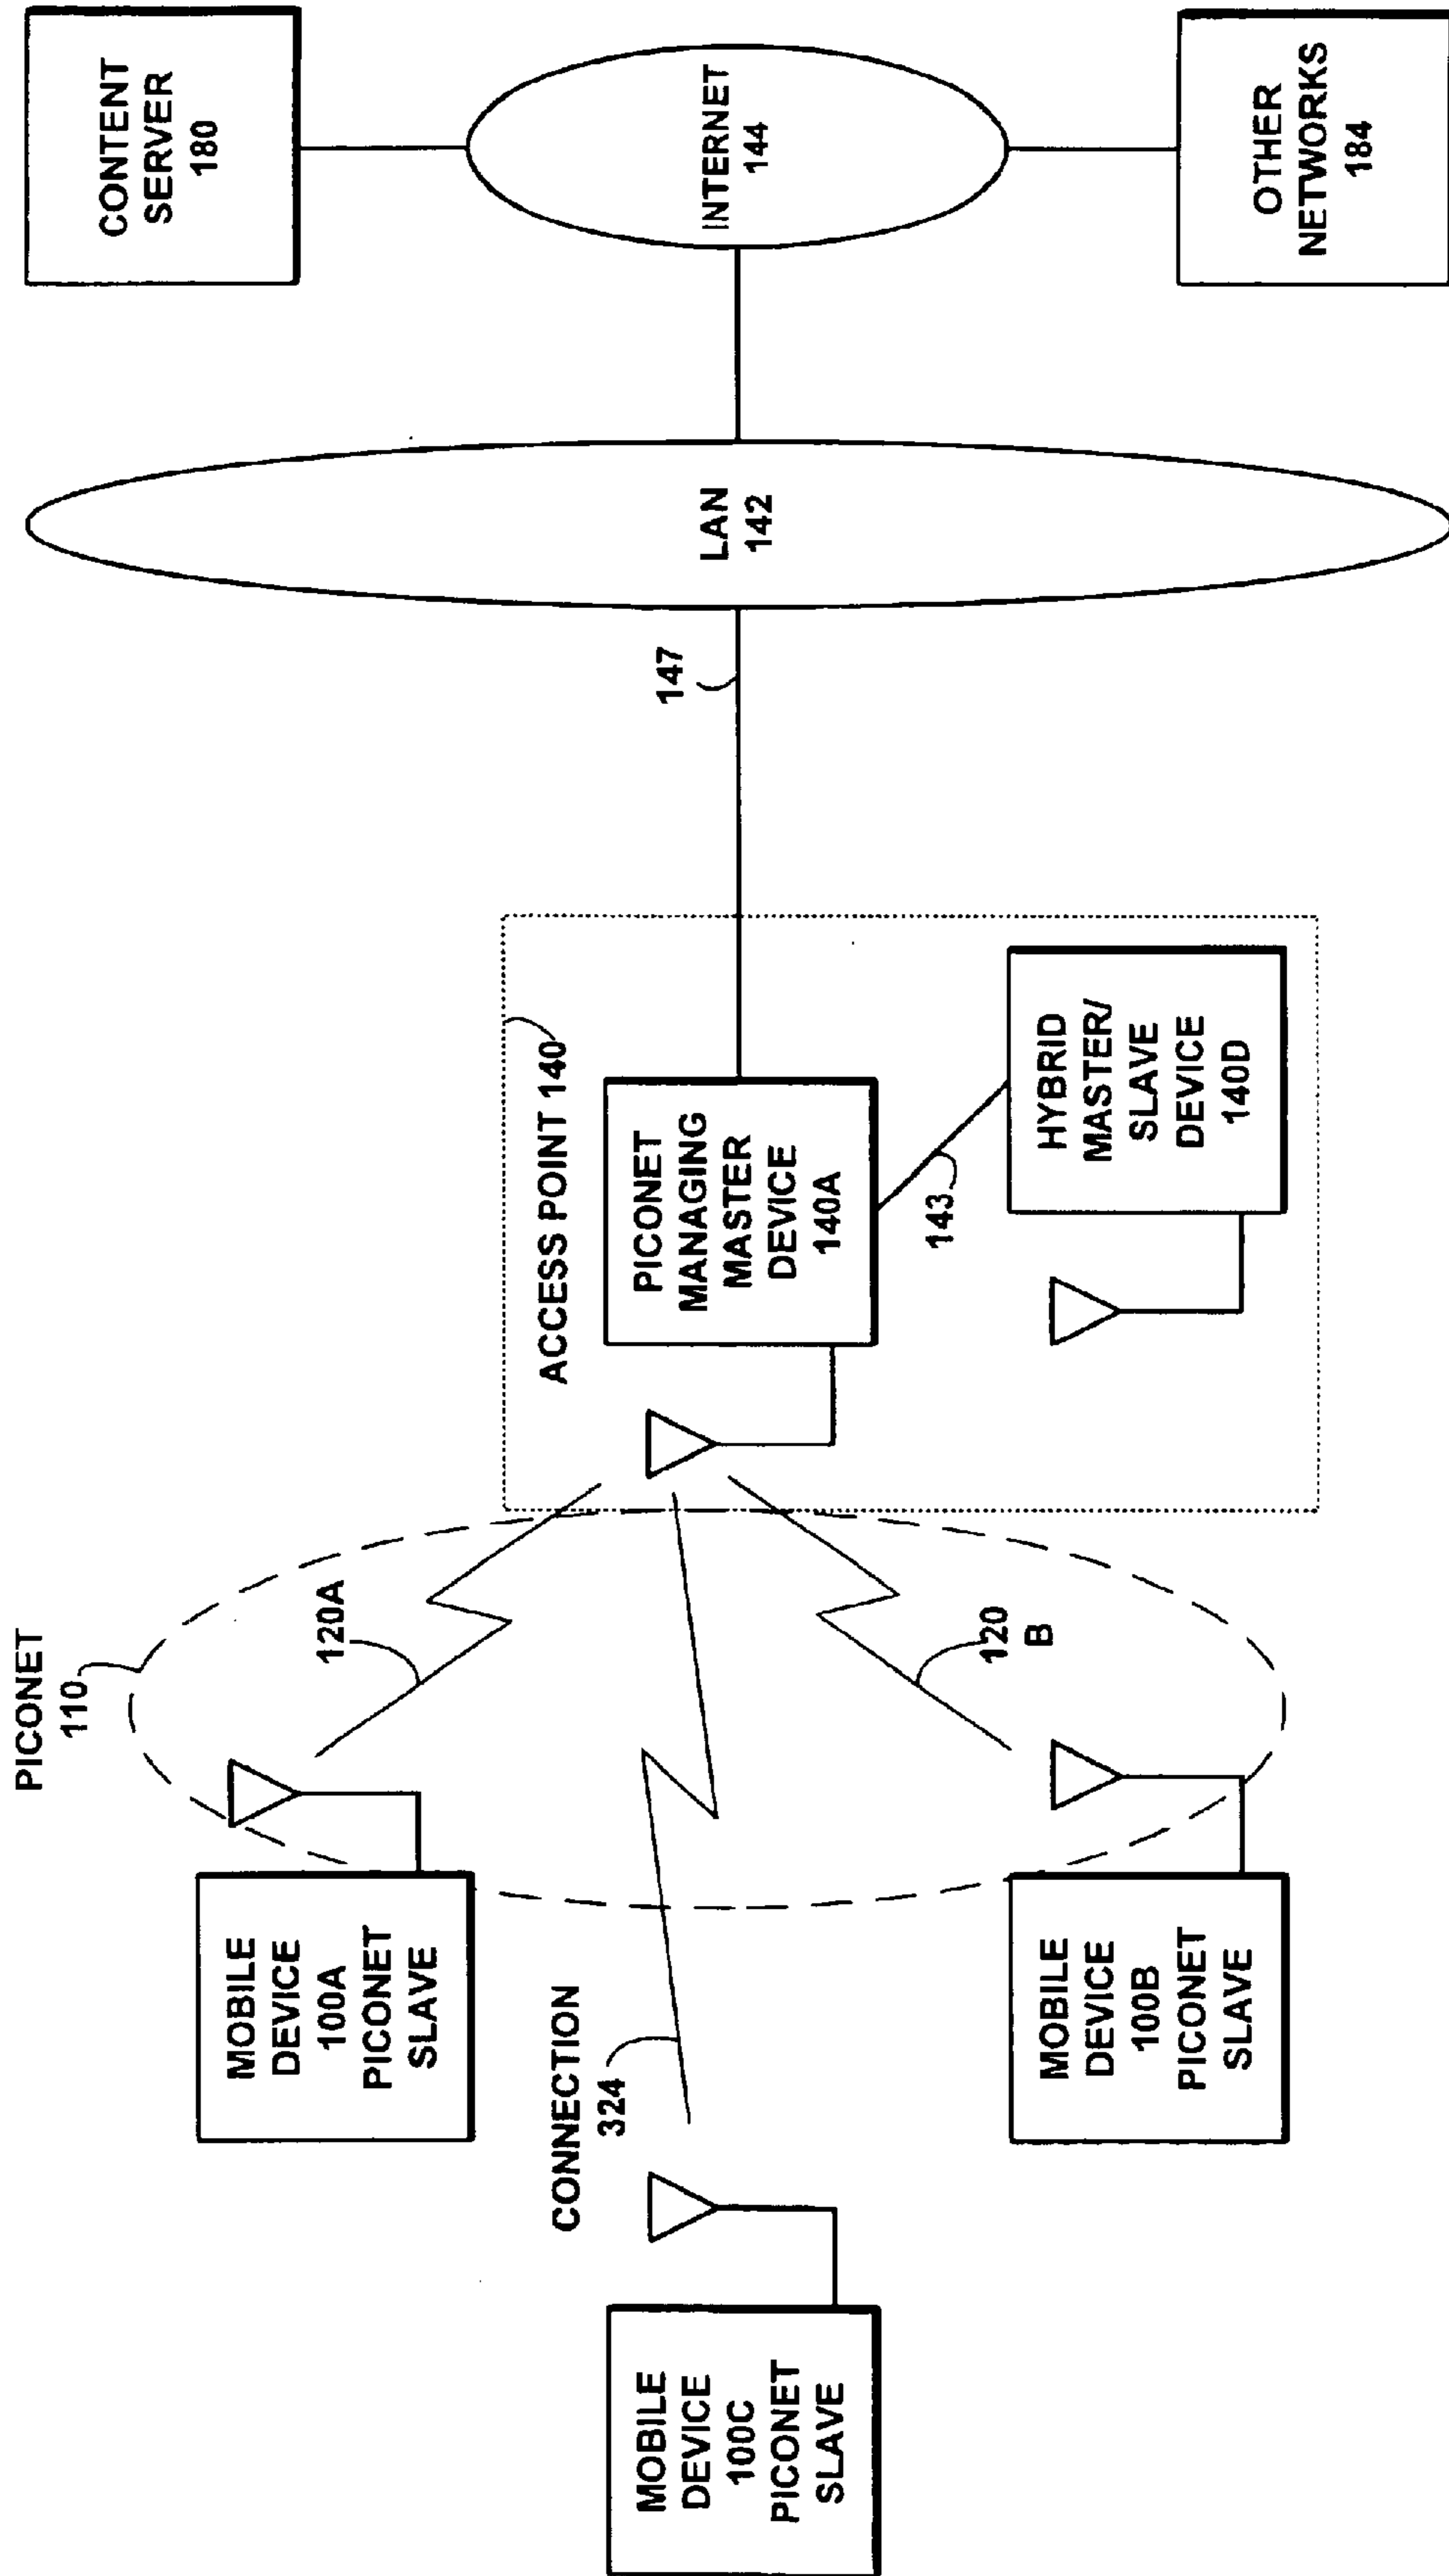 PICONET
110
MOBILE
DEVICE
100A
PICONET
SLAVE
120A
CONNECTION
324
MOBILE
DEVICE
100C
PICONET
SLAVE
120
B
MOBILE
DEVICE
100B
PICONET
SLAVE
ACCESS POINT 140
PICONET
MANAGING
MASTER
DEVICE
140A
143
HYBRID
MASTER/
SLAVE
DEVICE
140D
147
LAN
142
CONTENT
SERVER
180
INTERNET
144
OTHER
NETWORKS
184